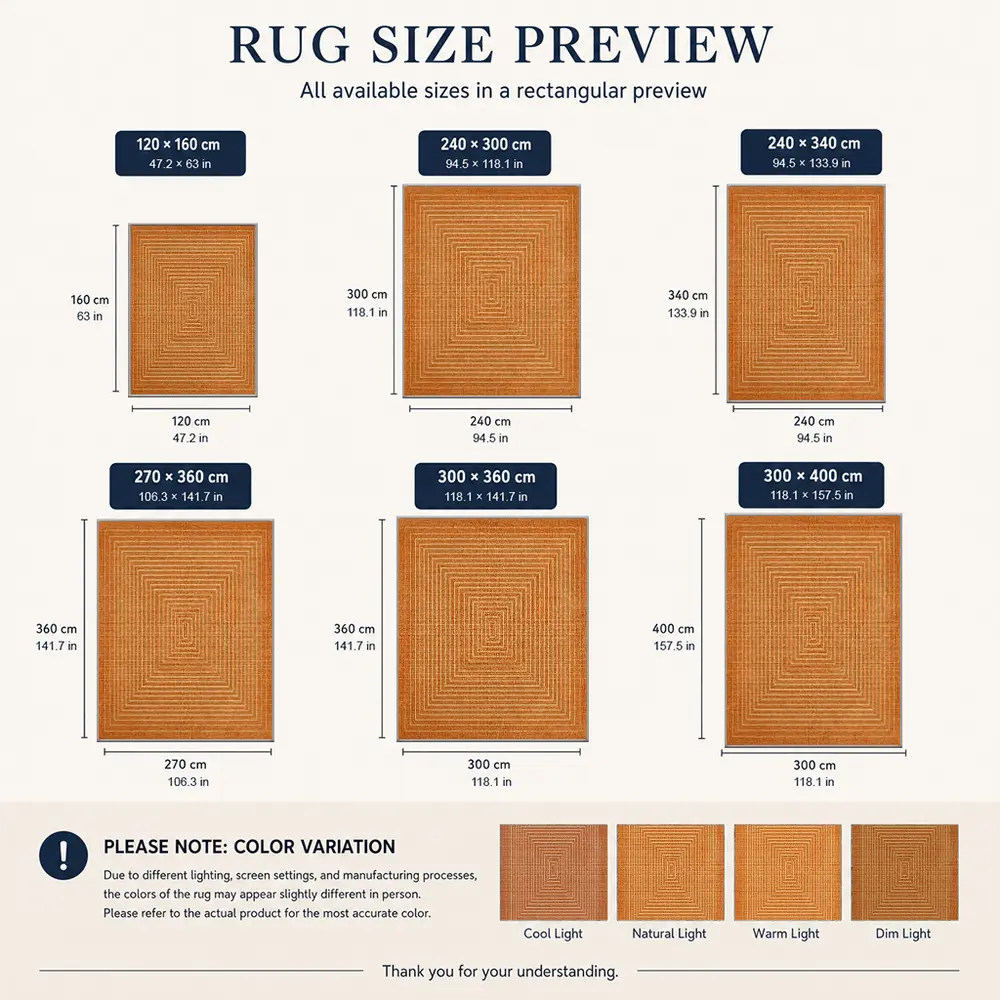 RUG SIZE PREVIEW
All available sizes in a rectangular preview
120 × 160 cm
47.2 × 63 in
240 × 300 cm
94.5 × 118.1 in
240 × 340 cm
94.5 × 133.9 in
160 cm
63 in
120 cm
47.2 in
300 cm
118.1 in
240 cm
94.5 in
340 cm
133.9 in
240 cm
94.5 in
270 × 360 cm
106.3 × 141.7 in
300 × 360 cm
118.1 × 141.7 in
300 × 400 cm
118.1 × 157.5 in
360 cm
141.7 in
270 cm
106.3 in
360 cm
141.7 in
300 cm
118.1 in
400 cm
157.5 in
300 cm
118.1 in
!
PLEASE NOTE: COLOR VARIATION
Due to different lighting, screen settings, and manufacturing processes,
the colors of the rug may appear slightly different in person.
Please refer to the actual product for the most accurate color.
Cool Light
Natural Light
Warm Light
Dim Light
Thank you for your understanding.